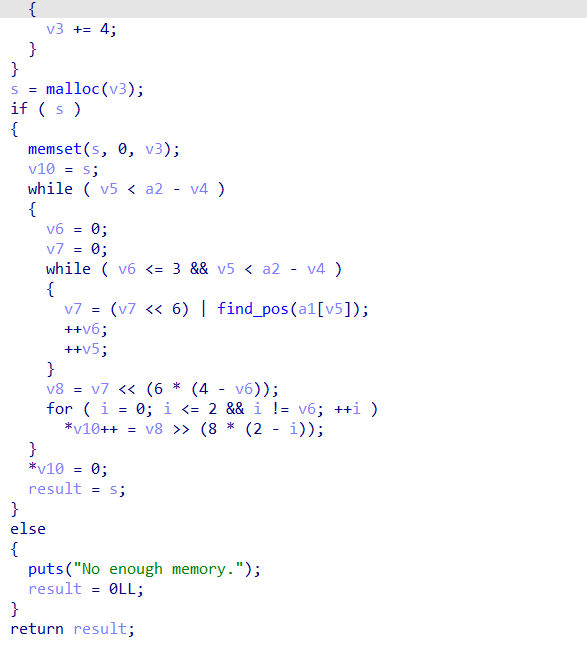 {
v3 += 4;
}
}
s = malloc(v3);
if ( s )
{
memset(s, 0, v3);
v10 = s;
while ( v5 < a2 - v4 )
{
v6 = 0;
v7 = 0;
while ( v6 <= 3 && v5 < a2 - v4 )
{
v7 = (v7 << 6) | find_pos(a1[v5]);
++v6;
++v5;
}
v8 = v7 << (6 * (4 - v6));
for ( i = 0; i <= 2 && i != v6; ++i )
*v10++ = v8 >> (8 * (2 - i));
}
*v10 = 0;
result = s;
}
else
{
puts("No enough memory.");
result = 0LL;
}
return result;